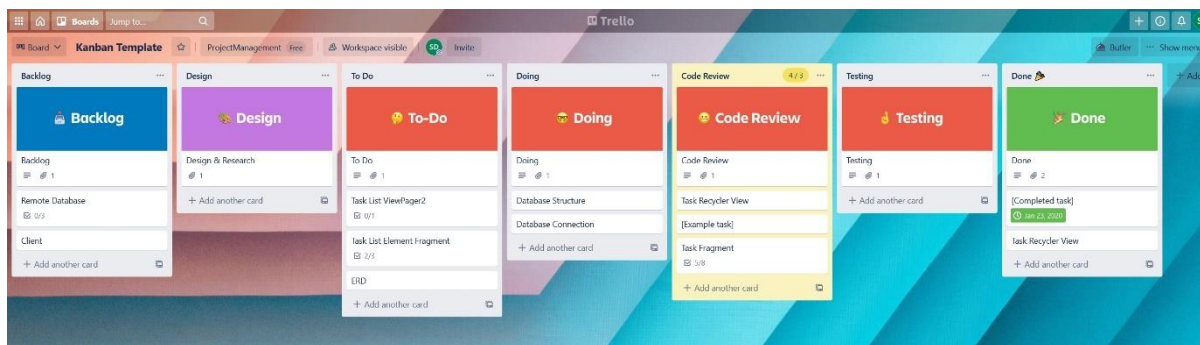 Boards Jump to...
Trello
Board Kanban Template ProjectManagement Free Workspace visible SD Invite Butler ... Show menu
Backlog
Backlog
Backlog
1
Remote Database
0/3
Client
+ Add another card
Design
Design
Design & Research
1
+ Add another card
To Do
To-Do
To Do
1
Task List ViewPager2
0/1
Task List Element Fragment
2/3
ERD
+ Add another card
Doing
Doing
Doing
1
Database Structure
Database Connection
+ Add another card
Code Review 4/3
Code Review
Code Review
1
Task Recycler View
[Example task]
Task Fragment
5/8
+ Add another card
Testing
Testing
Testing
1
+ Add another card
Done
Done
Done
2
[Completed task]
Jan 23, 2020
Task Recycler View
+ Add another card
+ Add